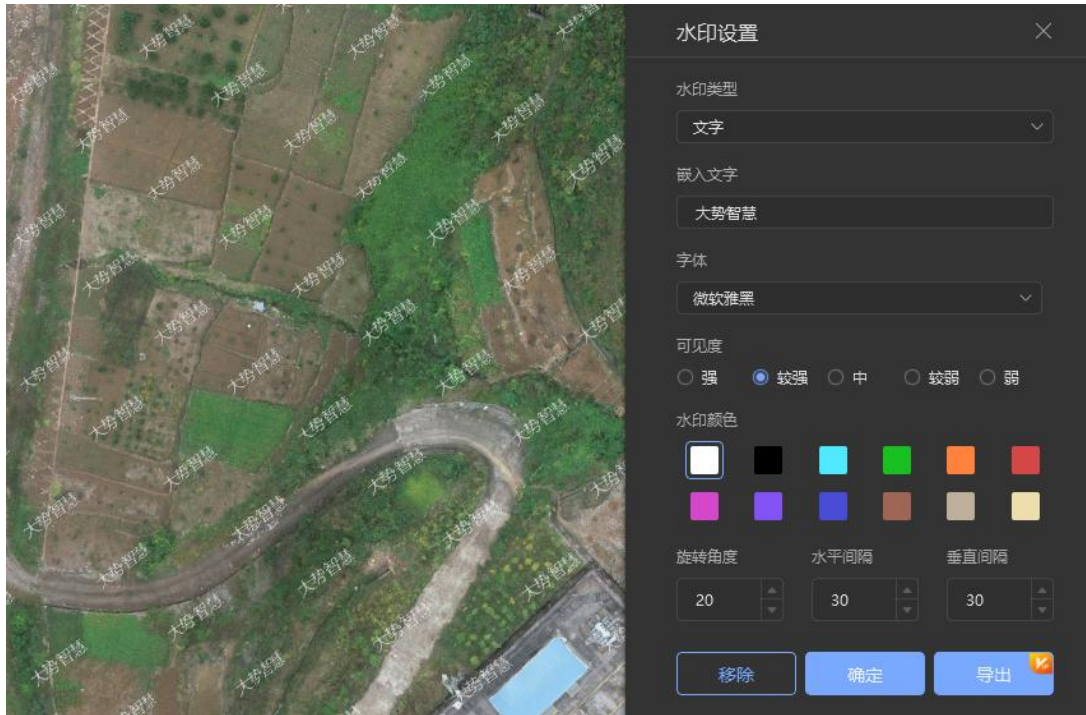 水印设置
水印类型
文字
嵌入文字
大势智慧
字体
微软雅黑
可见度
强 较强 中 较弱 弱
水印颜色
旋转角度 水平间隔 垂直间隔
20 30 30
移除 确定 导出
大势智慧